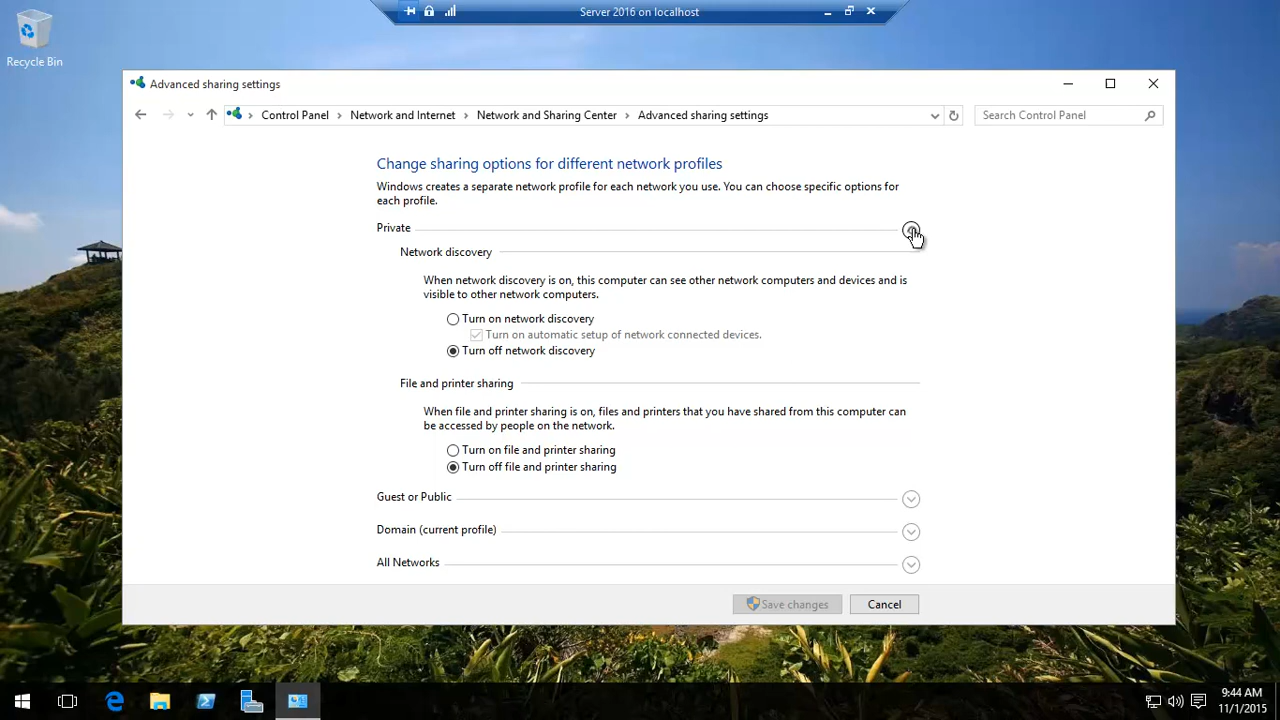 Server 2016 on localhost
Recycle Bin
Advanced sharing settings
Control Panel > Network and Internet > Network and Sharing Center > Advanced sharing settings
Search Control Panel
Change sharing options for different network profiles
Windows creates a separate network profile for each network you use. You can choose specific options for
each profile.
Private
Network discovery
When network discovery is on, this computer can see other network computers and devices and is
visible to other network computers.
Turn on network discovery
Turn on automatic setup of network connected devices.
Turn off network discovery
File and printer sharing
When file and printer sharing is on, files and printers that you have shared from this computer can
be accessed by people on the network.
Turn on file and printer sharing
Turn off file and printer sharing
Guest or Public
Domain (current profile)
All Networks
Save changes
Cancel
9:44 AM
11/1/2015